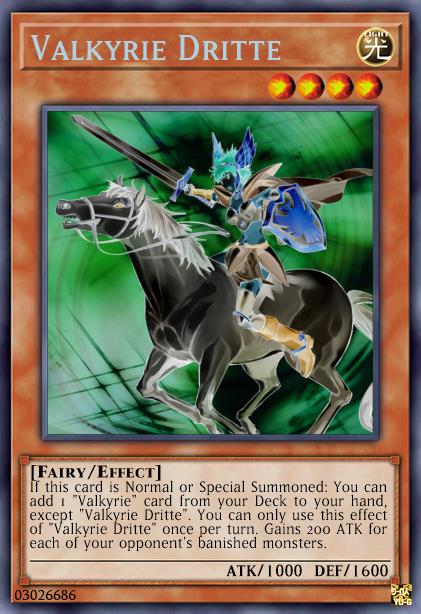 VALKYRIE DRITTE
LIGHT
光
[FAIRY/EFFECT]
If this card is Normal or Special Summoned: You can
add 1 "Valkyrie" card from your Deck to your hand,
except "Valkyrie Dritte". You can only use this effect
of "Valkyrie Dritte" once per turn. Gains 200 ATK for
each of your opponent's banished monsters.
ATK/1000 DEF/1600
03026686